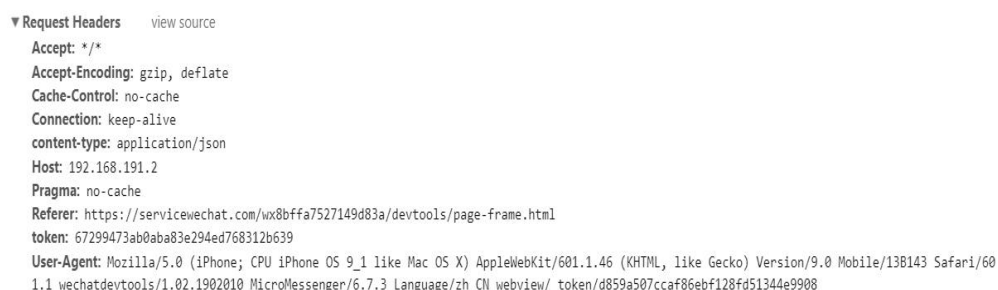 ▼Request Headers view source
Accept: */*
Accept-Encoding: gzip, deflate
Cache-Control: no-cache
Connection: keep-alive
content-type: application/json
Host: 192.168.191.2
Pragma: no-cache
Referer: https://servicewechat.com/wx8bffa7527149d83a/devtools/page-frame.html
token: 67299473ab0aba83e294ed768312b639
User-Agent: Mozilla/5.0 (iPhone; CPU iPhone OS 9_1 like Mac OS X) AppleWebKit/601.1.46 (KHTML, like Gecko) Version/9.0 Mobile/13B143 Safari/60
1.1 wechatdevtools/1.02.1902010 MicroMessenger/6.7.3 Language/zh_CN webview/ token/d859a507ccaf86ebf128fd51344e9908